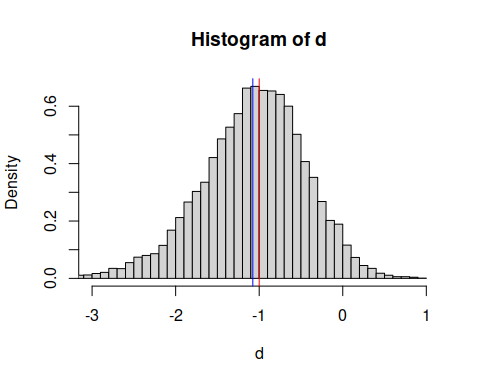 Histogram of d
Density
0.0 0.2 0.4 0.6
-3 -2 -1 0 1
d